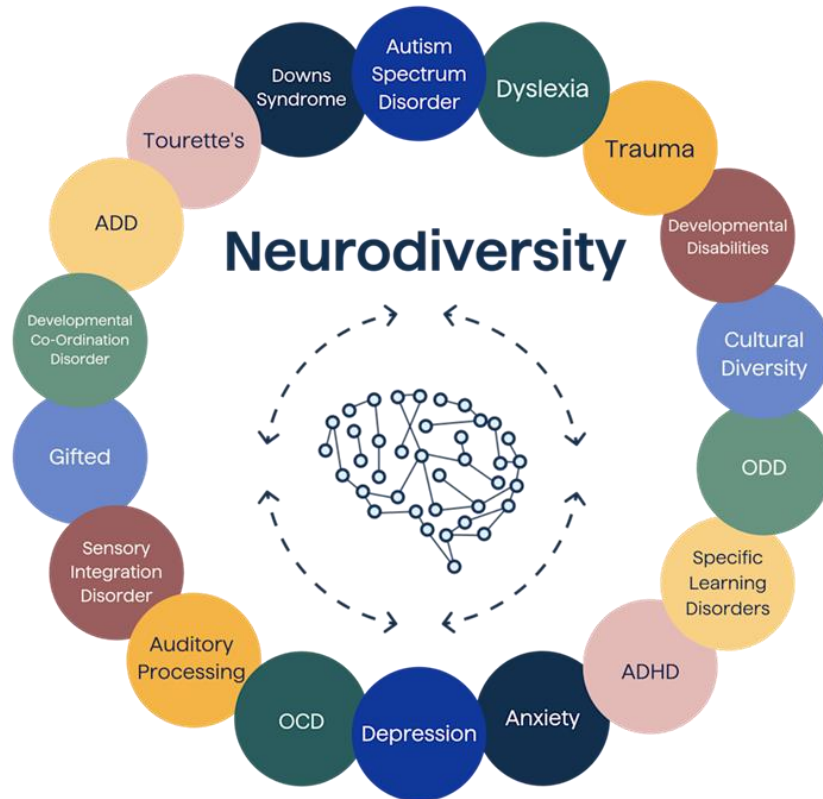 Neurodiversity
Autism
Spectrum
Disorder
Dyslexia
Trauma
Developmental
Disabilities
Cultural
Diversity
ODD
Specific
Learning
Disorders
ADHD
Anxiety
Depression
OCD
Auditory
Processing
Sensory
Integration
Disorder
Gifted
Developmental
Co-Ordination
Disorder
ADD
Tourette's
Downs
Syndrome